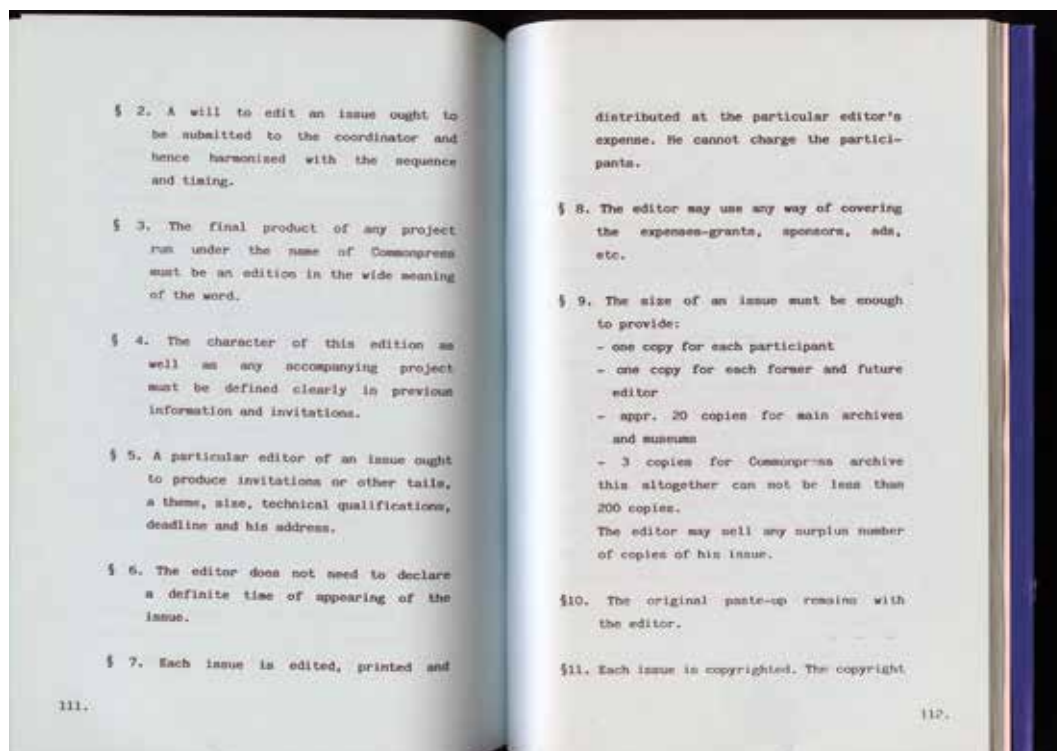 § 2. A will to edit an issue ought to
be submitted to the coordinator and
hence harmonized with the sequence
and timing.
§ 3. The final product of any project
run under the name of Commonpress
must be an edition in the wide meaning
of the word.
§ 4. The character of this edition as
well as any accompanying project
must be defined clearly in previous
information and invitations.
§ 5. A particular editor of an issue ought
to produce invitations or other tails,
a theme, size, technical qualifications,
deadline and his address.
§ 6. The editor does not need to declare
a definite time of appearing of the
issue.
§ 7. Each issue is edited, printed and
111.
distributed at the particular editor's
expense. He cannot charge the partici-
pants.
§ 8. The editor may use any way of covering
the expenses-grants, sponsors, ads,
etc.
§ 9. The size of an issue must be enough
to provide:
- one copy for each participant
- one copy for each former and future
editor
- appr. 20 copies for main archives
and museums
- 3 copies for Commonpress archive
this altogether can not be less than
200 copies.
The editor may sell any surplus number
of copies of his issue.
§10. The original paste-up remains with
the editor.
§11. Each issue is copyrighted. The copyright
112.